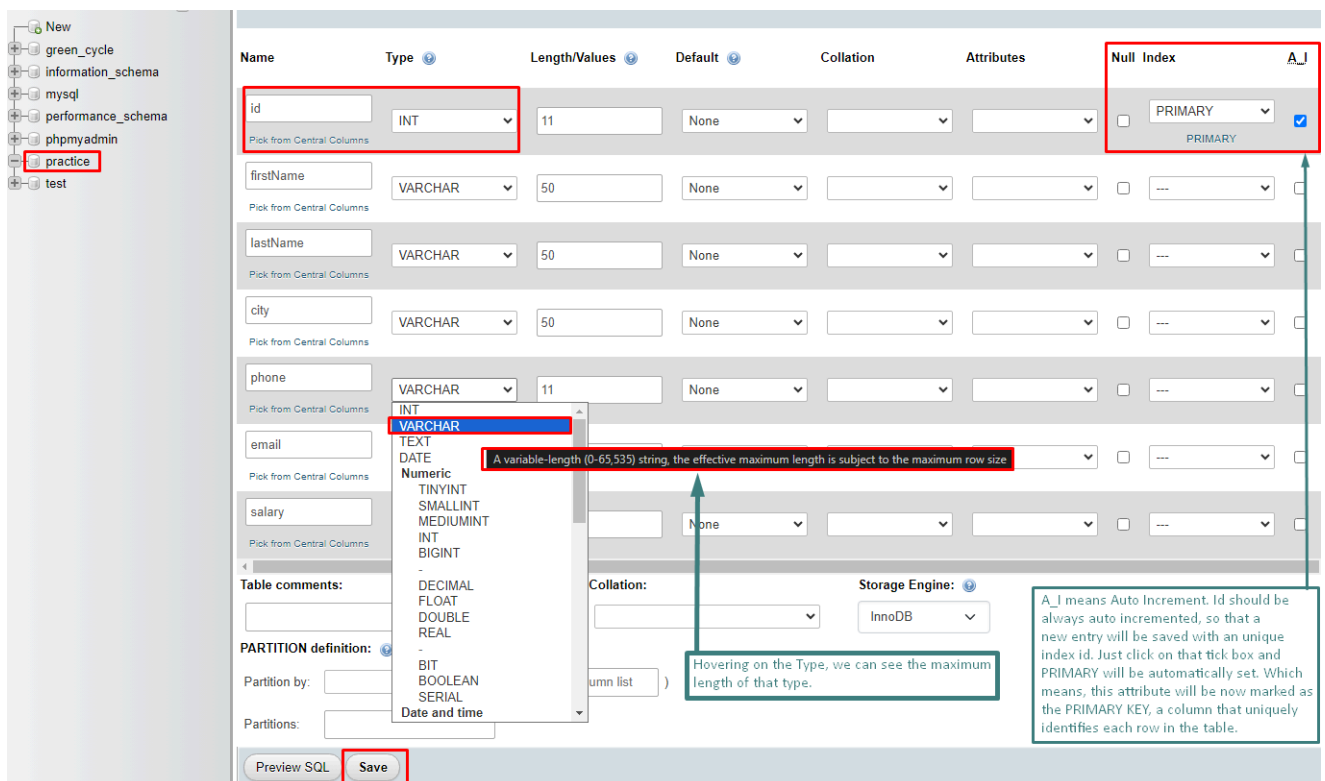 New
green_cycle
information_schema
mysql
performance_schema
phpmyadmin
practice
test
Name Type Length/Values Default Collation Attributes Null Index A_I
id INT 11 None PRIMARY
Pick from Central Columns PRIMARY
firstName VARCHAR 50 None ---
Pick from Central Columns
lastName VARCHAR 50 None ---
Pick from Central Columns
city VARCHAR 50 None ---
Pick from Central Columns
phone VARCHAR 11 None ---
Pick from Central Columns
INT
VARCHAR
TEXT
DATE
Numeric
TINYINT
SMALLINT
MEDIUMINT
INT
BIGINT
-
DECIMAL
FLOAT
DOUBLE
REAL
-
BIT
BOOLEAN
SERIAL
Date and time
email ---
A variable-length (0-65,535) string, the effective maximum length is subject to the maximum row size
Pick from Central Columns
salary None ---
Pick from Central Columns
Table comments: Collation: Storage Engine:
InnoDB
PARTITION definition:
Partition by: umn list )
Partitions:
Hovering on the Type, we can see the maximum
length of that type.
A_I means Auto Increment. Id should be
always auto incremented, so that a
new entry will be saved with an unique
index id. Just click on that tick box and
PRIMARY will be automatically set. Which
means, this attribute will be now marked as
the PRIMARY KEY, a column that uniquely
identifies each row in the table.
Preview SQL Save